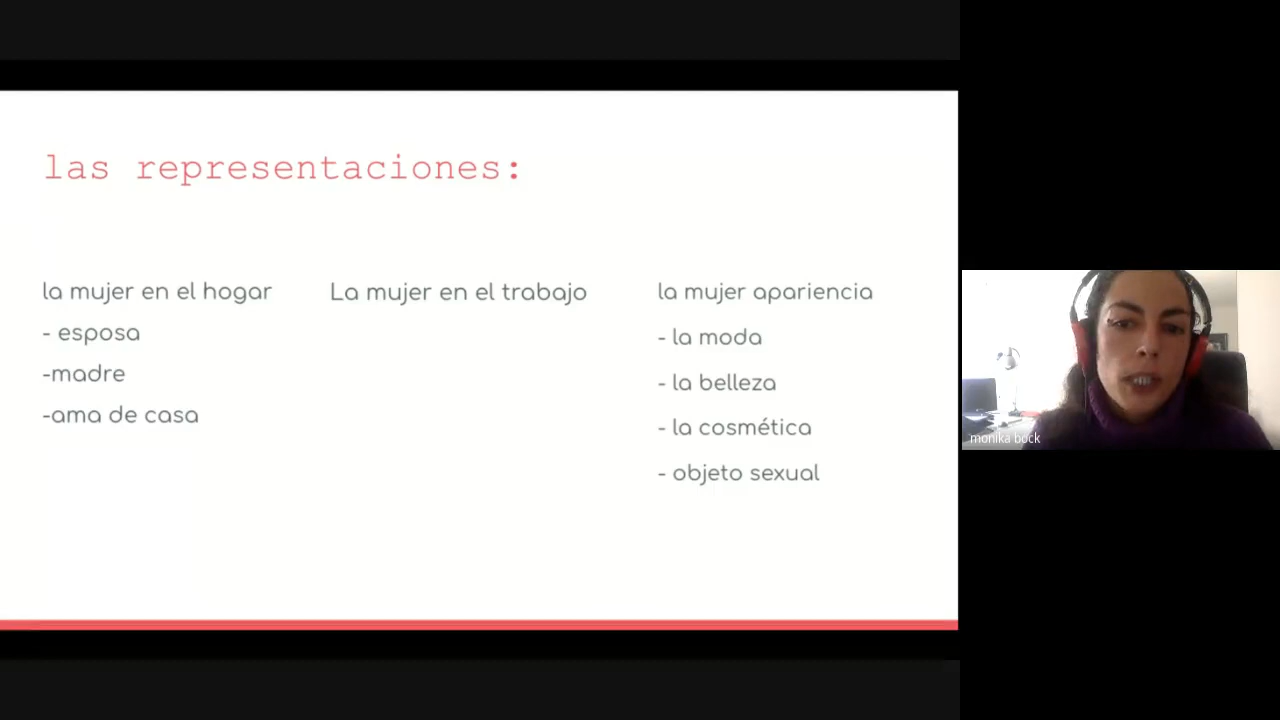 las representaciones:
la mujer en el hogar
- esposa
-madre
-ama de casa
La mujer en el trabajo
la mujer apariencia
- la moda
- la belleza
- la cosmética
- objeto sexual
monika bock